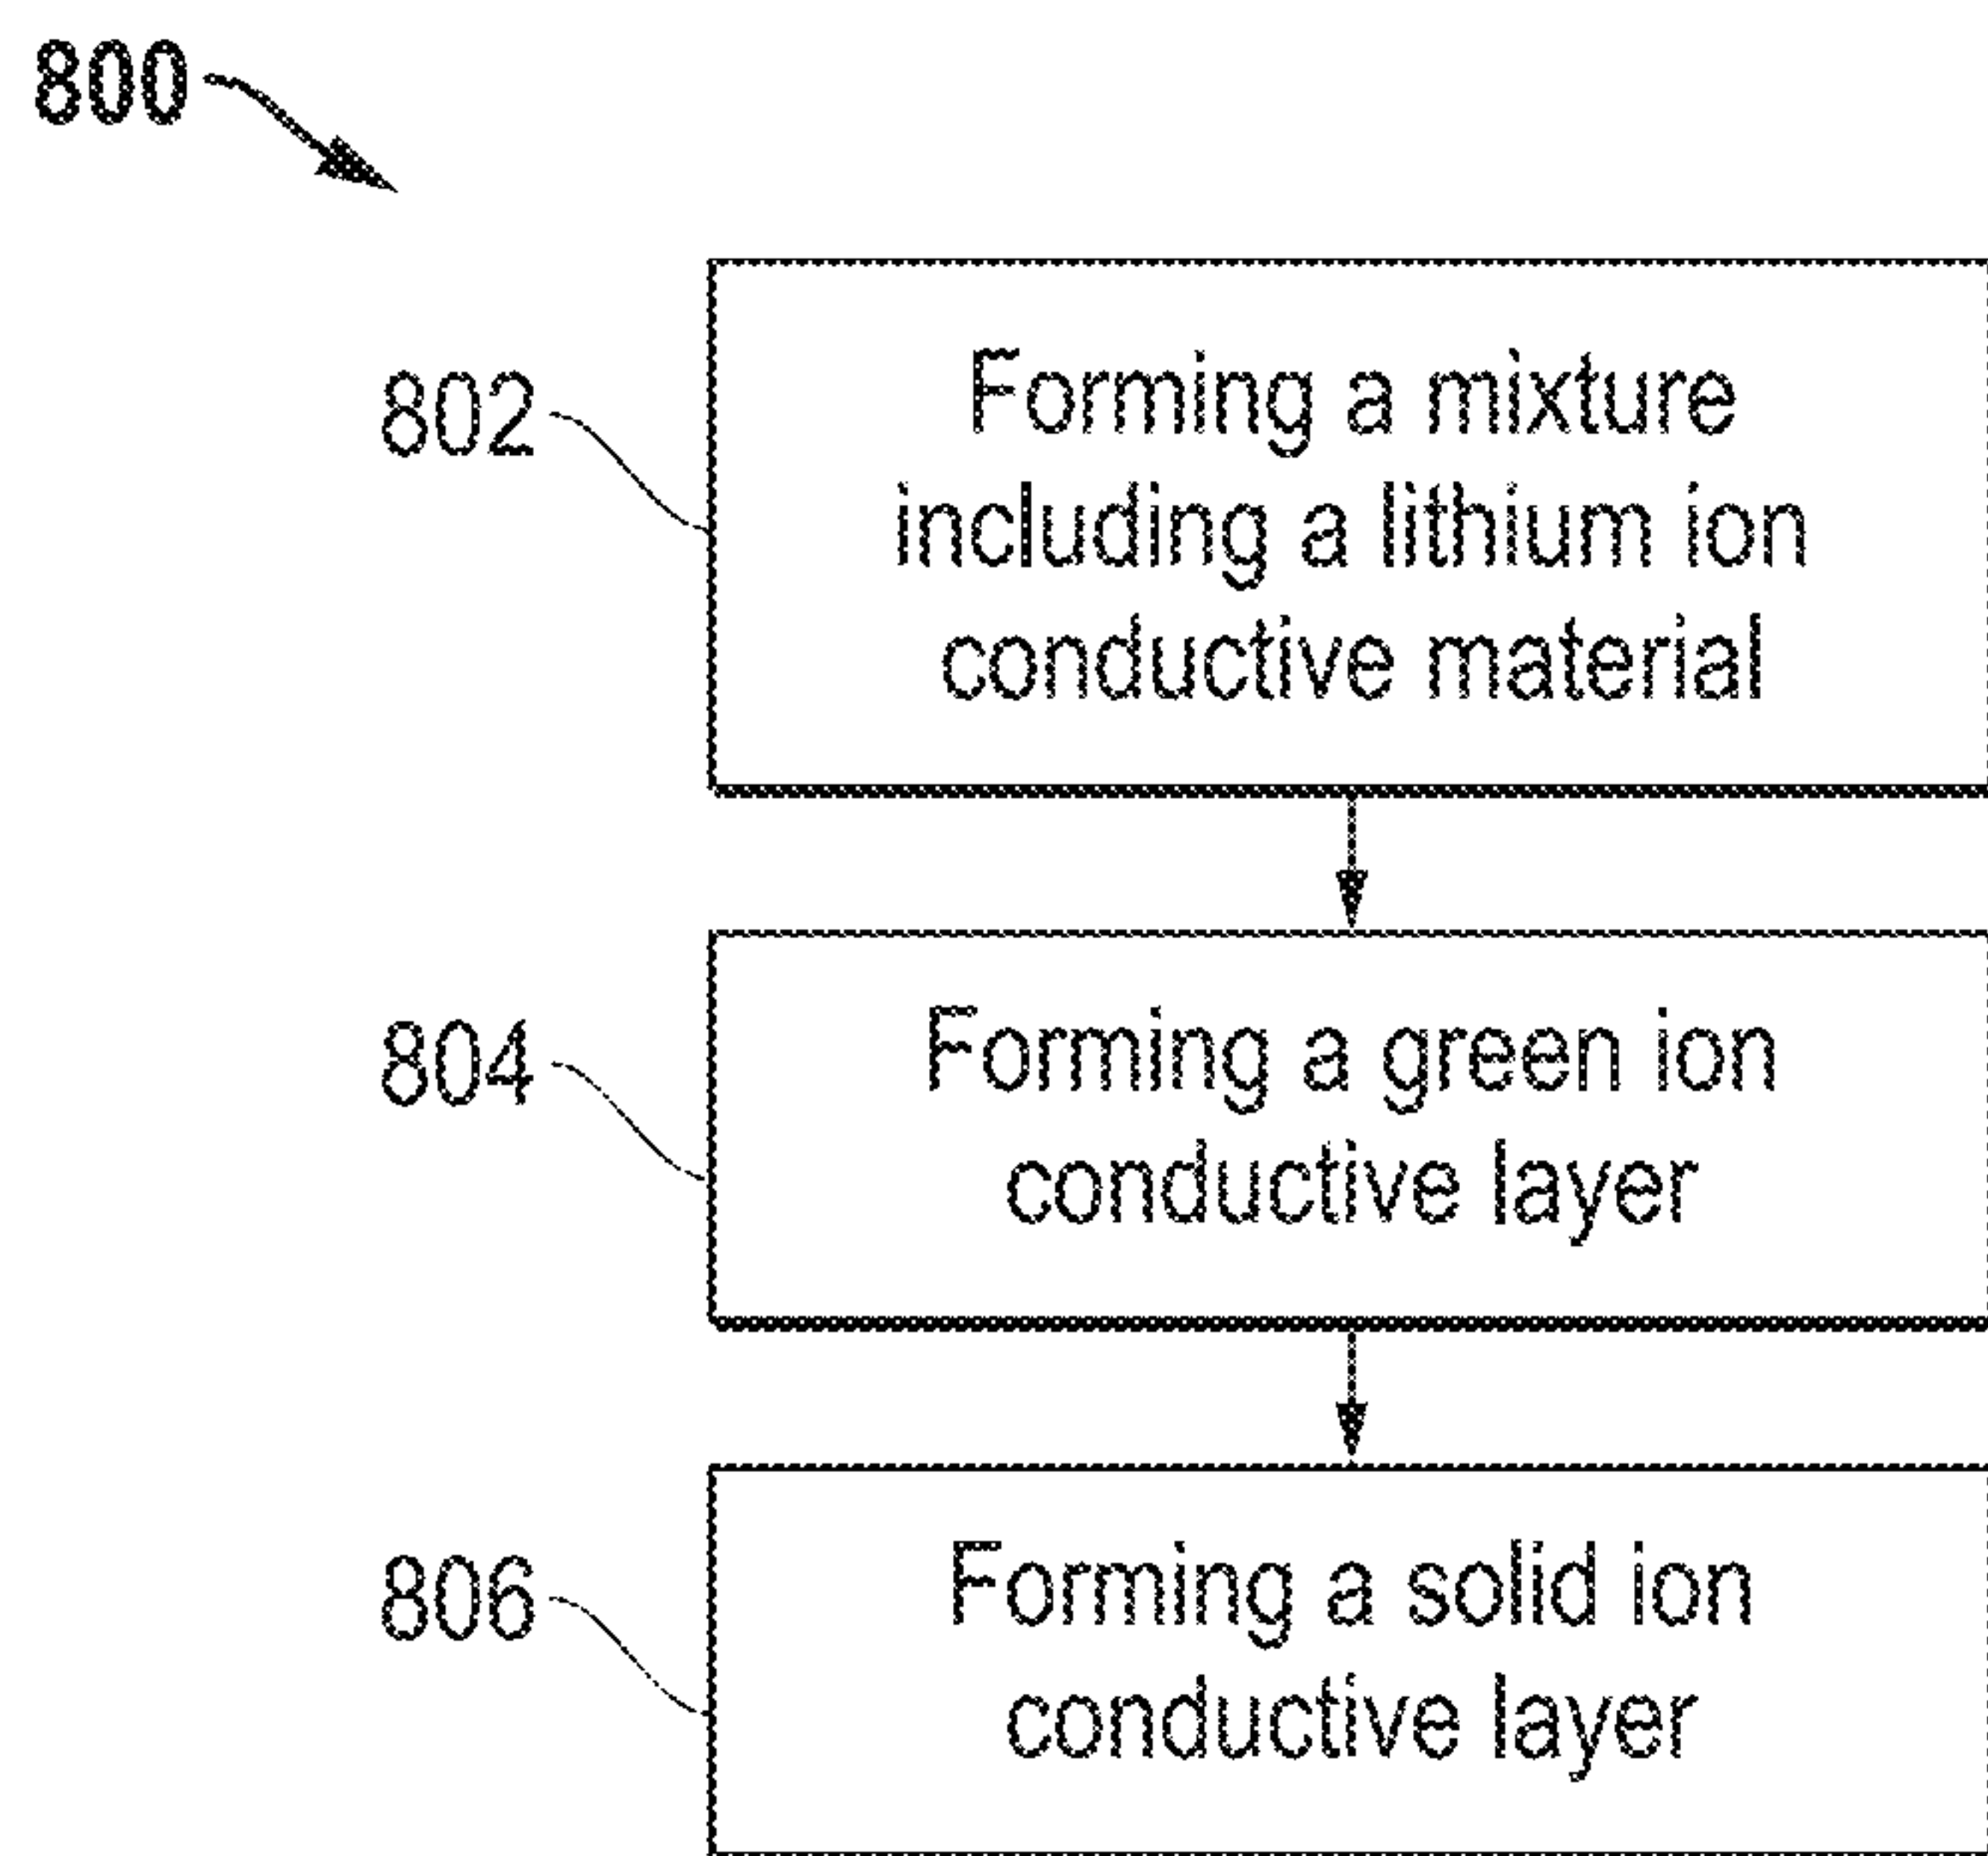 800
802
Forming a mixture
including a lithium ion
conductive material
804
Forming a green ion
conductive layer
806
Forming a solid ion
conductive layer